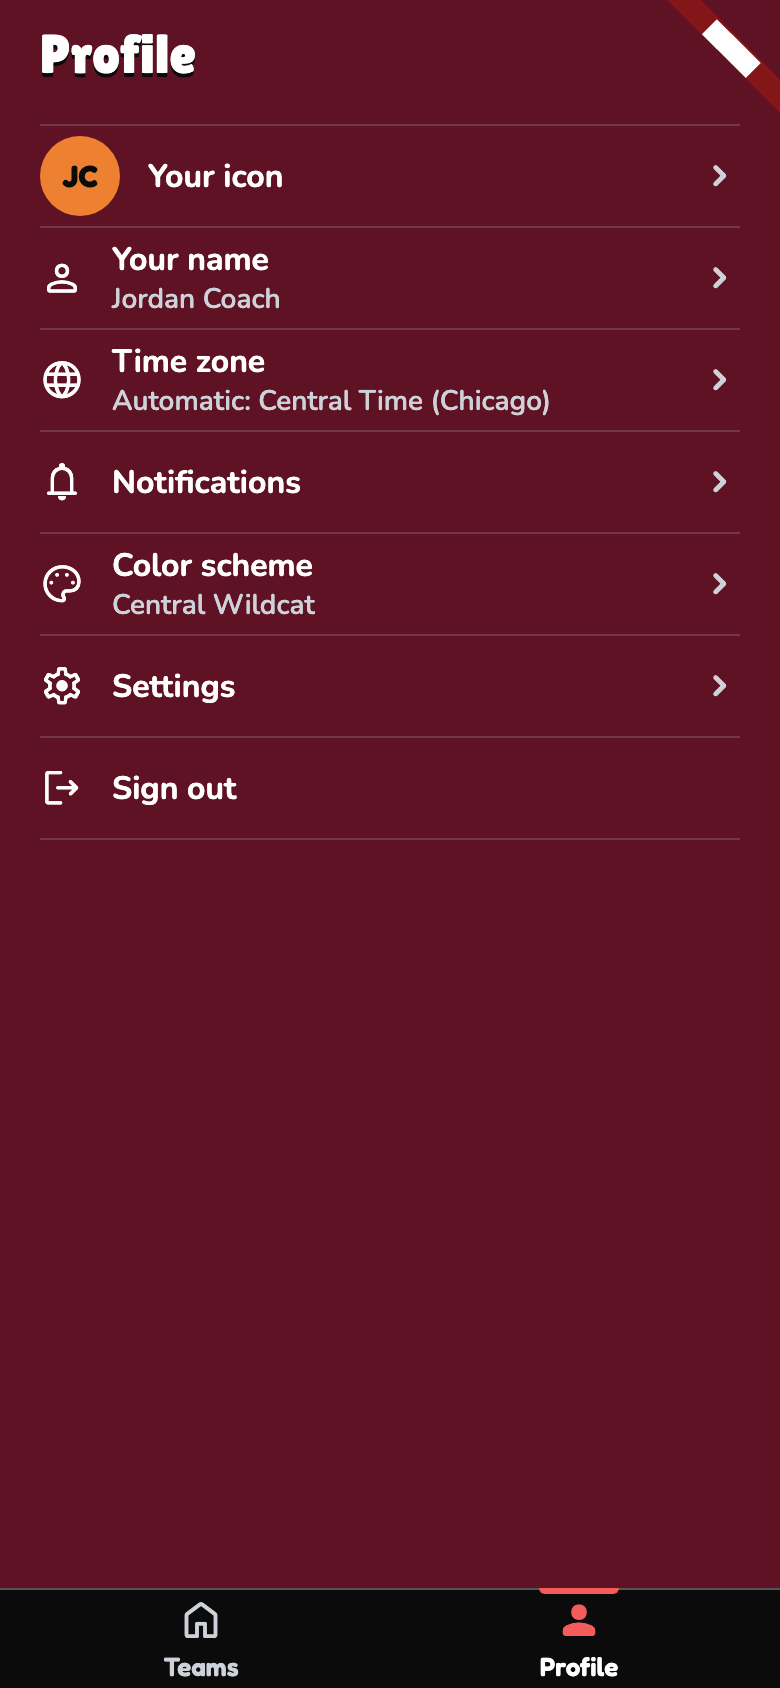 Profile
JC
Your icon
Your name
Jordan Coach
Time zone
Automatic: Central Time (Chicago)
Notifications
Color scheme
Central Wildcat
Settings
Sign out
Teams
Profile